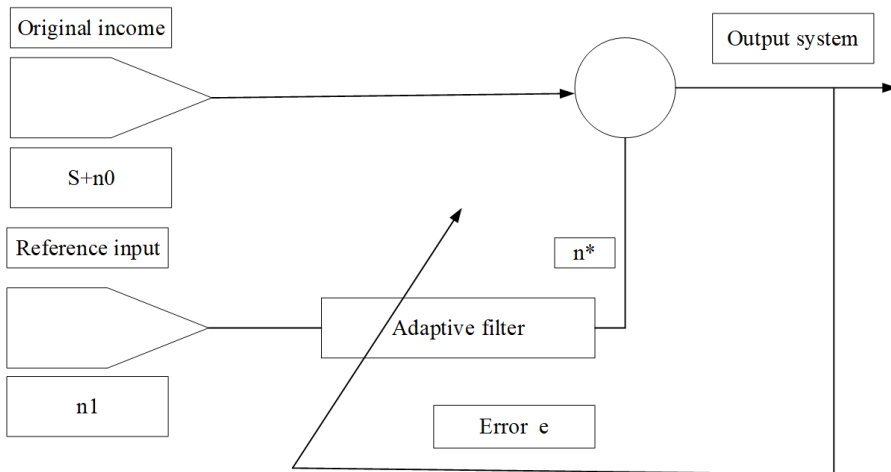 Original income
Output system
S+n0
Reference input
n*
Adaptive filter
n1
Error e